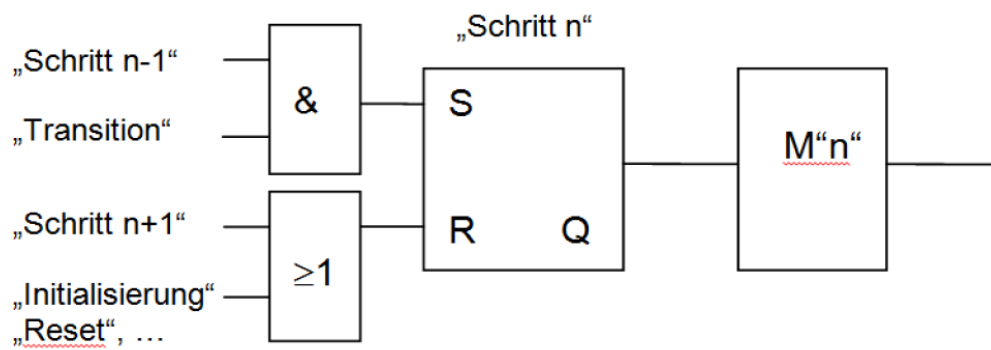 „Schritt n“
„Schritt n-1“
&
S
M“n“
„Transition“
„Schritt n+1“
R Q
≥1
„Initialisierung“
„Reset“, ...